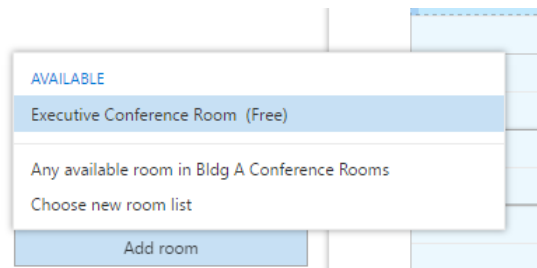 AVAILABLE
Executive Conference Room (Free)
Any available room in Bldg A Conference Rooms
Choose new room list
Add room